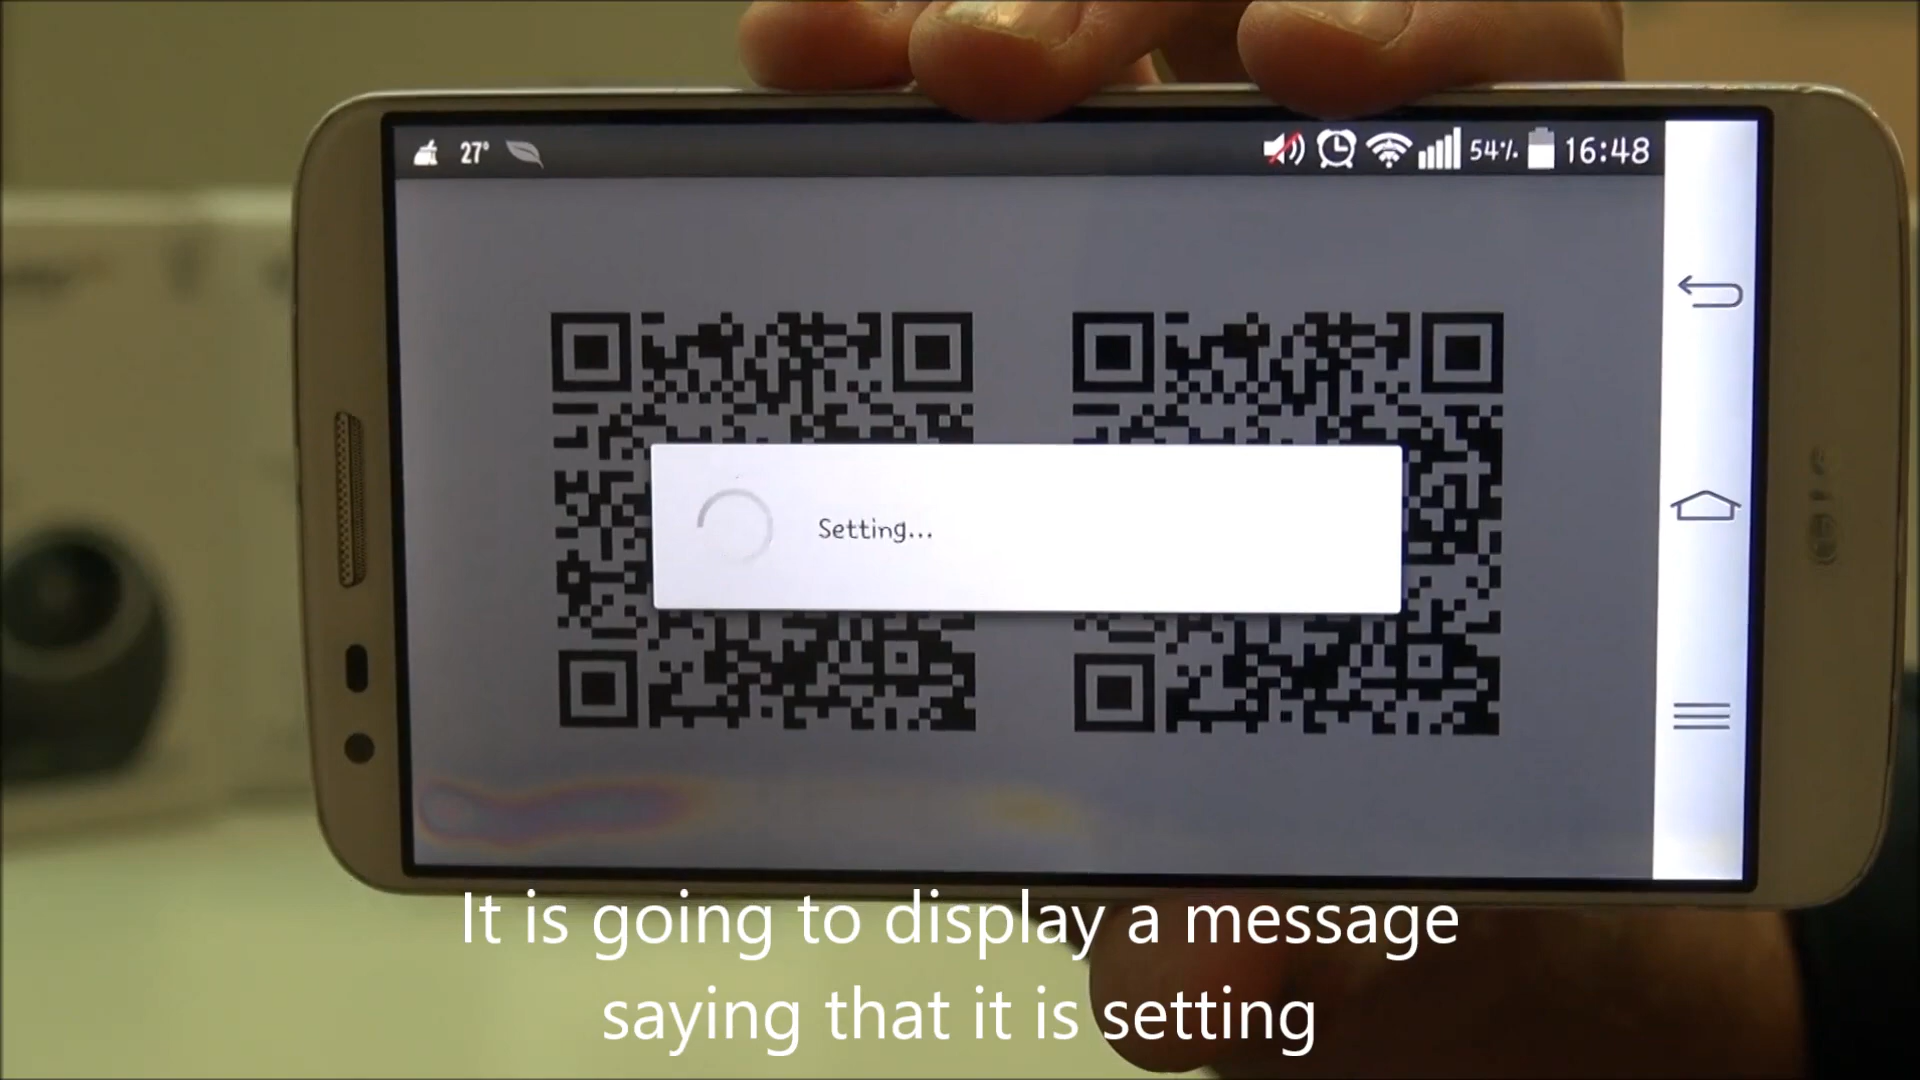 27° 54% 16:48
Setting...
It is going to display a message
saying that it is setting